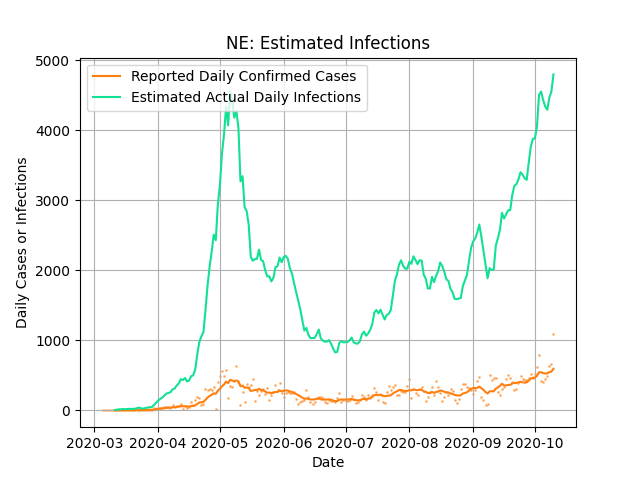 NE: Estimated Infections
Reported Daily Confirmed Cases
Estimated Actual Daily Infections
Daily Cases or Infections
5000
4000
3000
2000
1000
0
2020-03 2020-04 2020-05 2020-06 2020-07 2020-08 2020-09 2020-10
Date